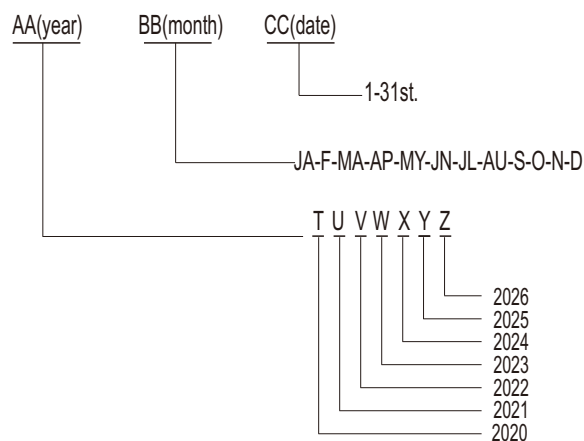 AA(year) BB(month) CC(date)
1-31st.
JA-F-MA-AP-MY-JN-JL-AU-S-O-N-D
T U V W X Y Z
2026
2025
2024
2023
2022
2021
2020